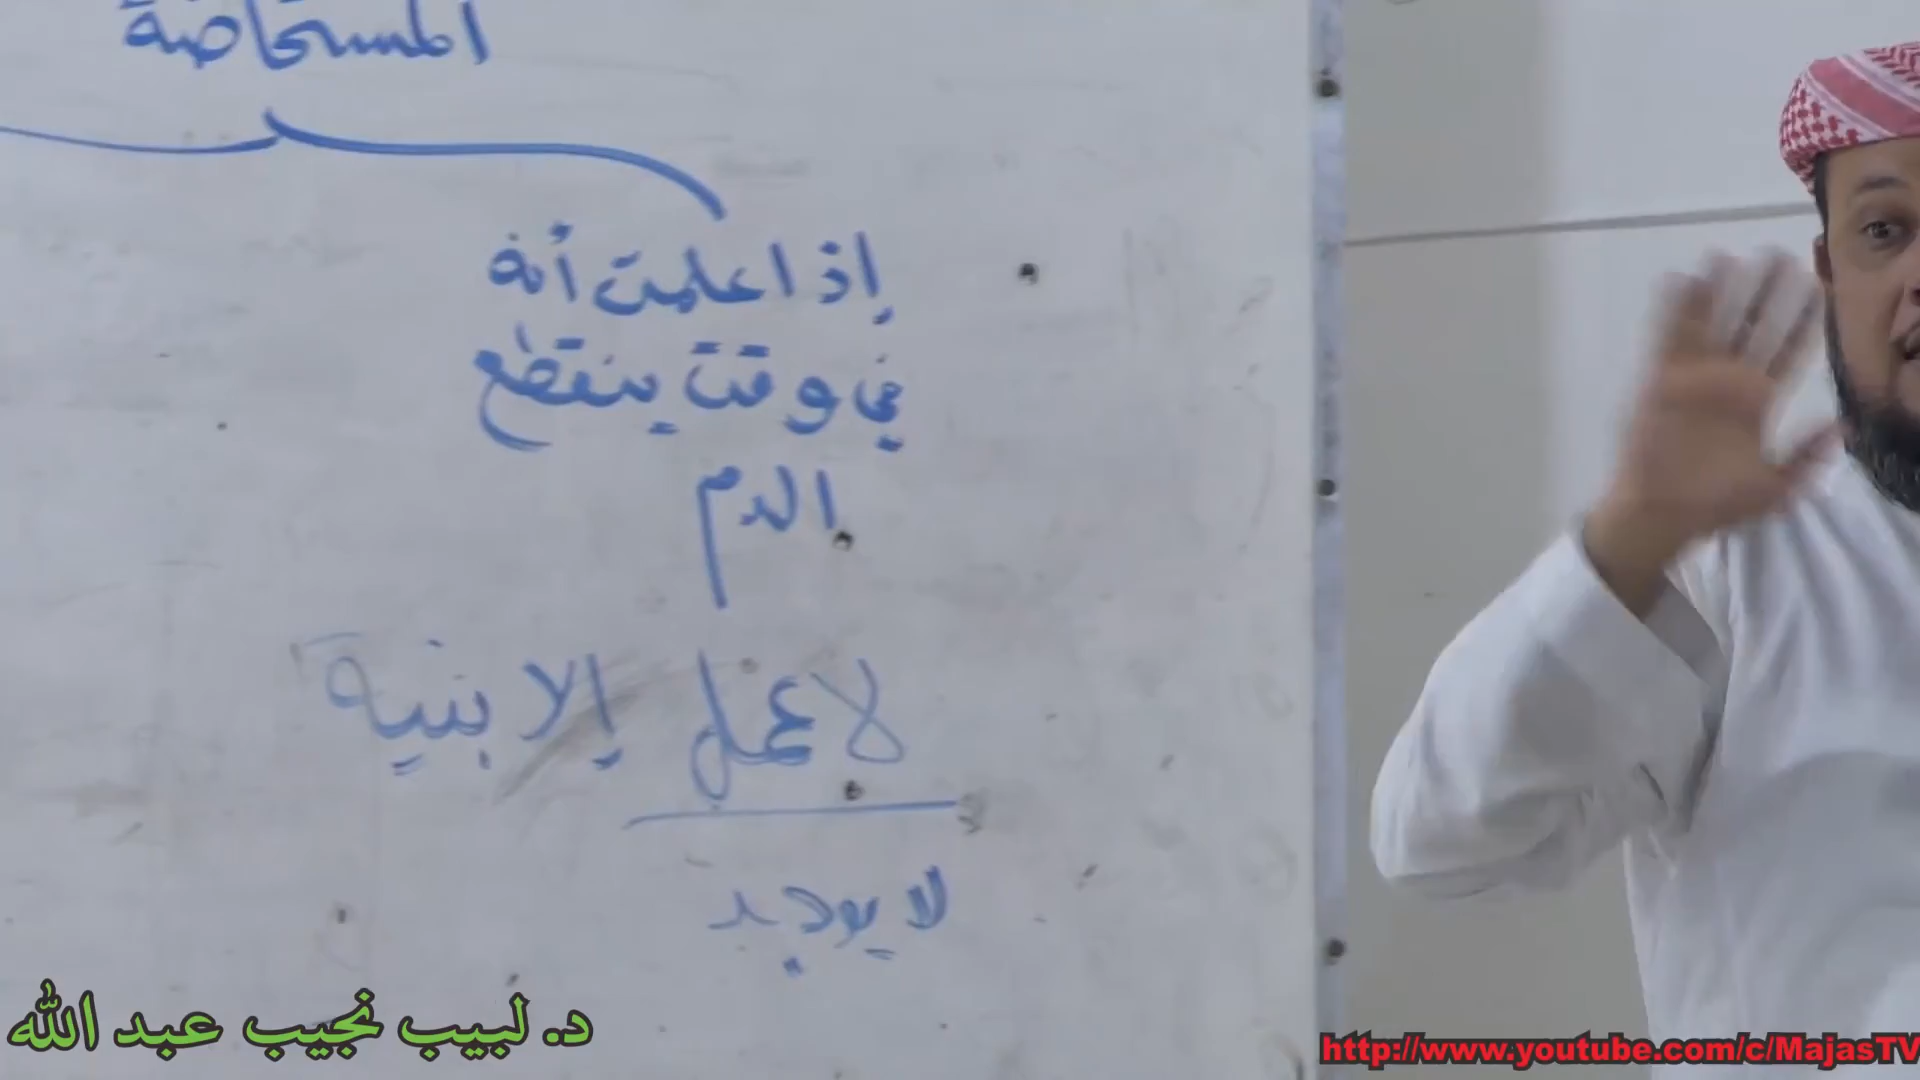 المستحاضة
إذا علمت أنه
في وقت ينقطع
الدم
لا عمل إلا بنية
لا يوجد
د. لبيب نجيب عبد الله
http://www.youtube.com/c/MajasTV